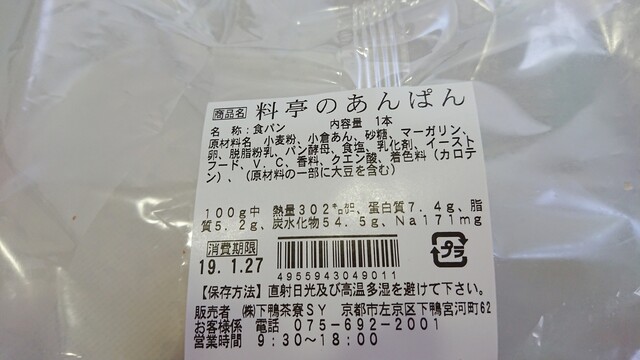 商品名 料亭のあんぱん
名 称:食パン 内容量 1本
原材料名 小麦粉、小倉あん、砂糖、マーガリン、
卵、脱脂粉乳、パン酵母、食塩、乳化剤、イースト
フード、V.C、香料、クエン酸、着色料(カロテ
ン)、(原材料の一部に大豆を含む)
100g中 熱量302㌔㌍、蛋白質7.4g、脂
質5.2g、炭水化物54.5g、Na171mg
消費期限
19.1.27
4955943049011
プラ
【保存方法】直射日光及び高温多湿を避けて下さい。
販売者 ㈱下鴨茶寮SY 京都市左京区下鴨宮河町62
お客様係 電話 075-692-2001
営業時間 9:30〜18:00